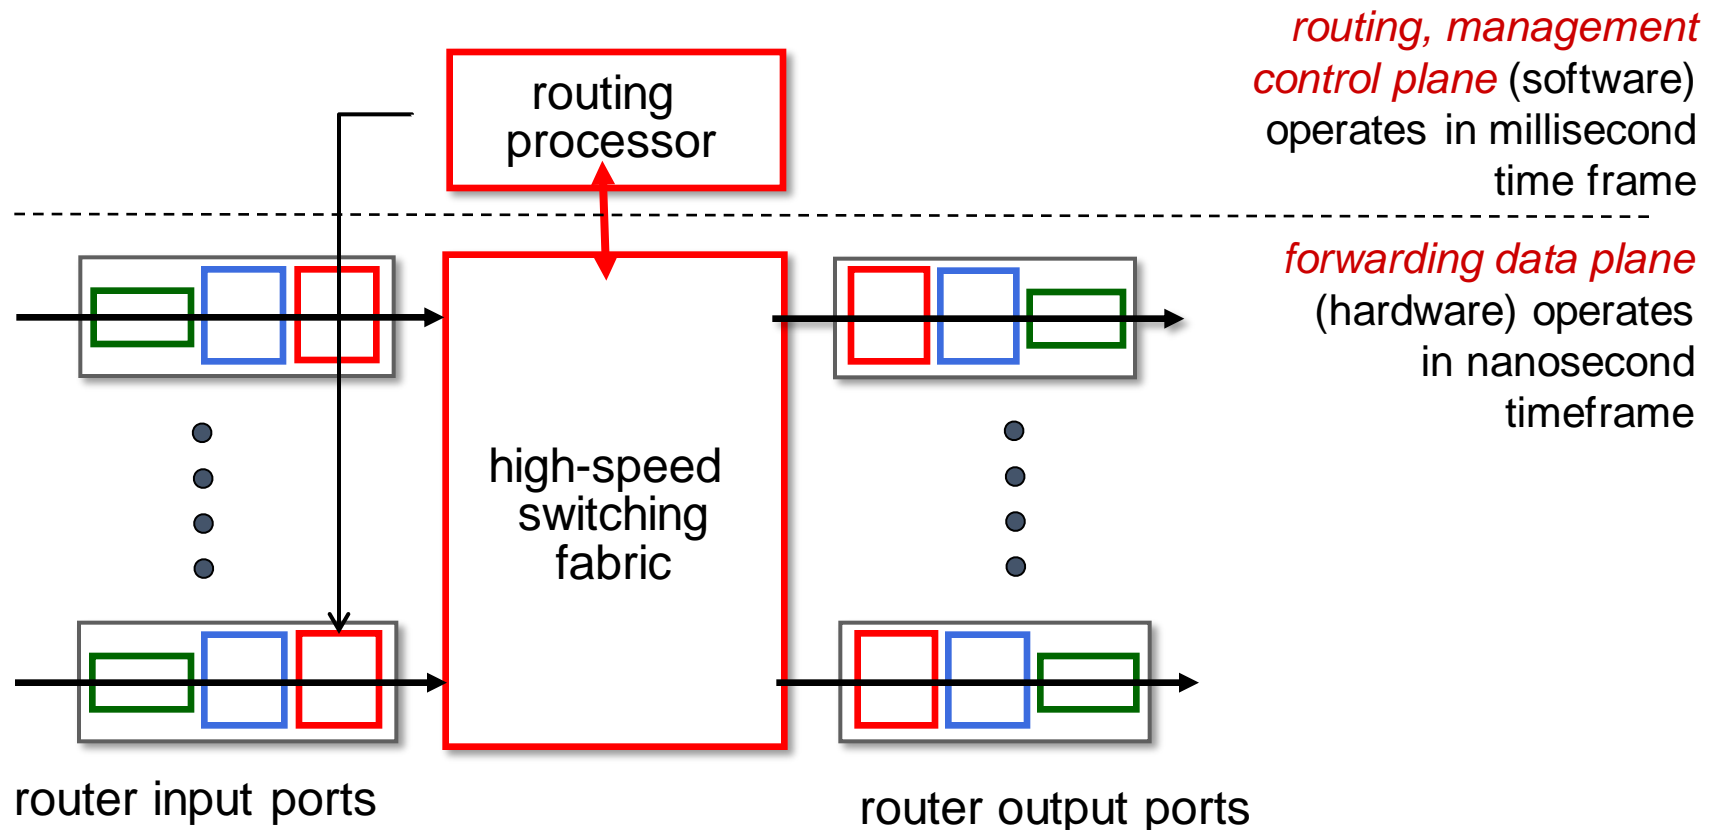 routing, management
control plane (software)
operates in millisecond
time frame
routing
processor
forwarding data plane
(hardware) operates
in nanosecond
timeframe
high-speed
switching
fabric
router input ports
router output ports